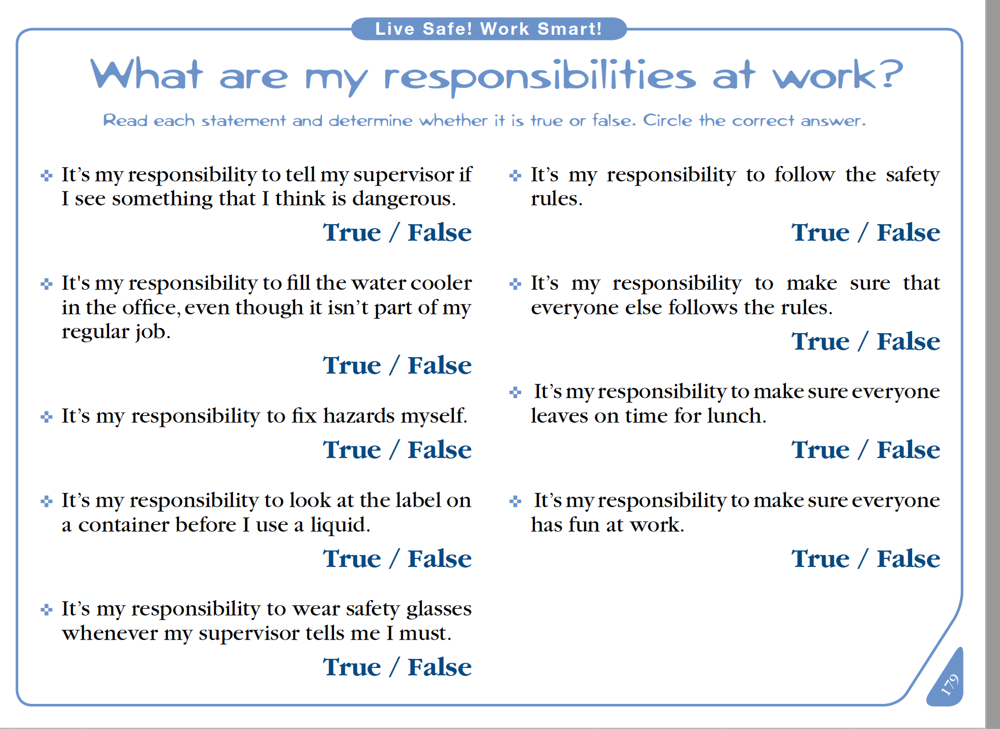 Live Safe! Work Smart!
What are my responsibilities at work?
Read each statement and determine whether it is true or false. Circle the correct answer.
It’s my responsibility to tell my supervisor if
I see something that I think is dangerous.
True / False
It's my responsibility to fill the water cooler
in the office, even though it isn’t part of my
regular job.
True / False
It’s my responsibility to fix hazards myself.
True / False
It’s my responsibility to look at the label on
a container before I use a liquid.
True / False
It’s my responsibility to wear safety glasses
whenever my supervisor tells me I must.
True / False
It’s my responsibility to follow the safety
rules.
True / False
It’s my responsibility to make sure that
everyone else follows the rules.
True / False
It’s my responsibility to make sure everyone
leaves on time for lunch.
True / False
It’s my responsibility to make sure everyone
has fun at work.
True / False
179